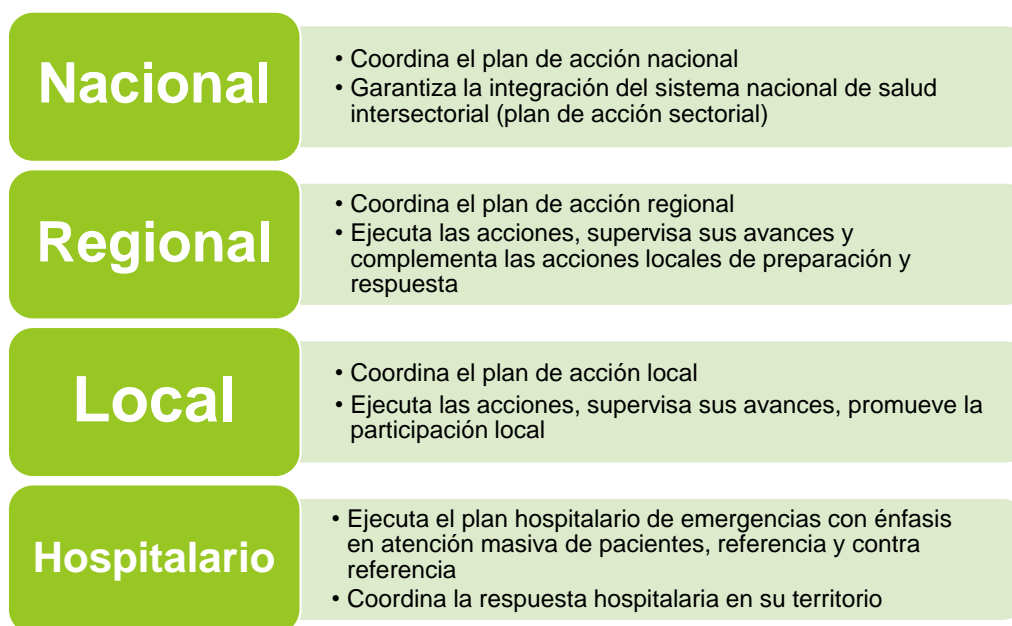 Nacional
• Coordina el plan de acción nacional
• Garantiza la integración del sistema nacional de salud
intersectorial (plan de acción sectorial)
Regional
• Coordina el plan de acción regional
• Ejecuta las acciones, supervisa sus avances y
complementa las acciones locales de preparación y
respuesta
Local
• Coordina el plan de acción local
• Ejecuta las acciones, supervisa sus avances, promueve la
participación local
Hospitalario
• Ejecuta el plan hospitalario de emergencias con énfasis
en atención masiva de pacientes, referencia y contra
referencia
• Coordina la respuesta hospitalaria en su territorio